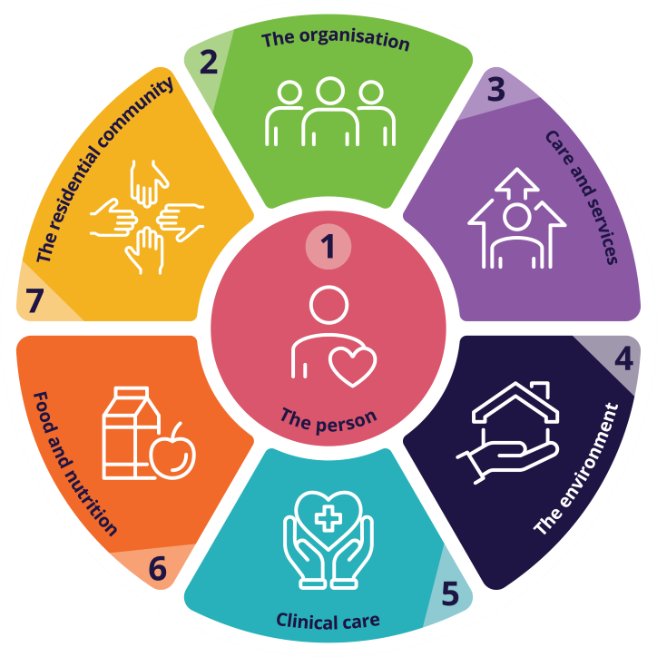 1
The person
2
The organisation
3
Care and services
4
The environment
5
Clinical care
6
Food and nutrition
7
The residential community